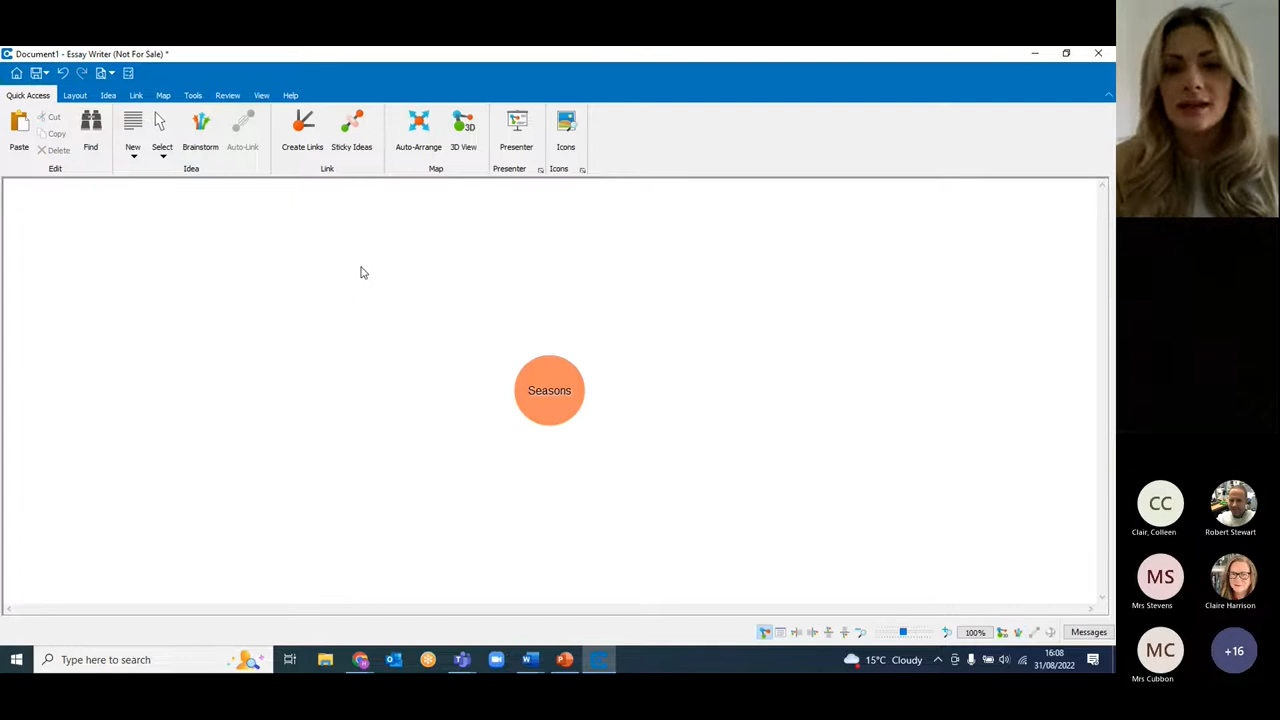 Document1 - Essay Writer (Not For Sale) *
Quick Access Layout Idea Link Map Tools Review View Help
Paste Cut Copy Delete Find New Select Brainstorm Auto-Link Create Links Sticky Ideas Auto-Arrange 3D View Presenter Icons
Edit Idea Link Map Presenter Icons
Seasons
100% Messages
Type here to search
15°C Cloudy
16:08
31/08/2022
CC
Clair, Colleen Robert Stewart
MS
Mrs Stevens Claire Harrison
MC +16
Mrs Cubbon